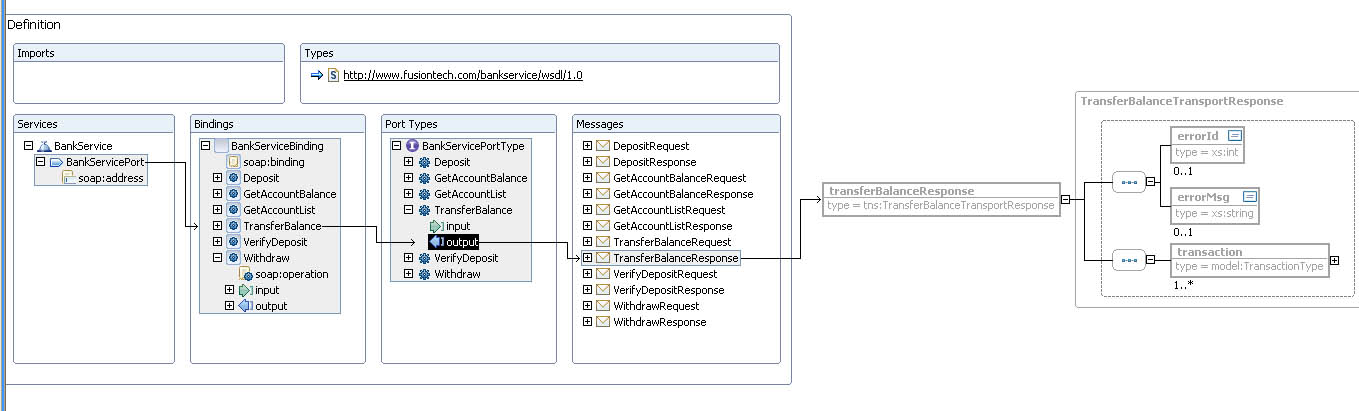 Definition
Imports
Types
http://www.fusiontech.com/bankservice/wsdl/1.0
Services
BankService
BankServicePort
soap:address
Bindings
BankServiceBinding
soap:binding
Deposit
GetAccountBalance
GetAccountList
TransferBalance
VerifyDeposit
Withdraw
soap:operation
input
output
Port Types
BankServicePortType
Deposit
GetAccountBalance
GetAccountList
TransferBalance
input
output
VerifyDeposit
Withdraw
Messages
DepositRequest
DepositResponse
GetAccountBalanceRequest
GetAccountBalanceResponse
GetAccountListRequest
GetAccountListResponse
TransferBalanceRequest
TransferBalanceResponse
VerifyDepositRequest
VerifyDepositResponse
WithdrawRequest
WithdrawResponse
transferBalanceResponse
type = tns:TransferBalanceTransportResponse
TransferBalanceTransportResponse
errorId
type = xs:int
0..1
errorMsg
type = xs:string
0..1
transaction
type = model:TransactionType
1..*